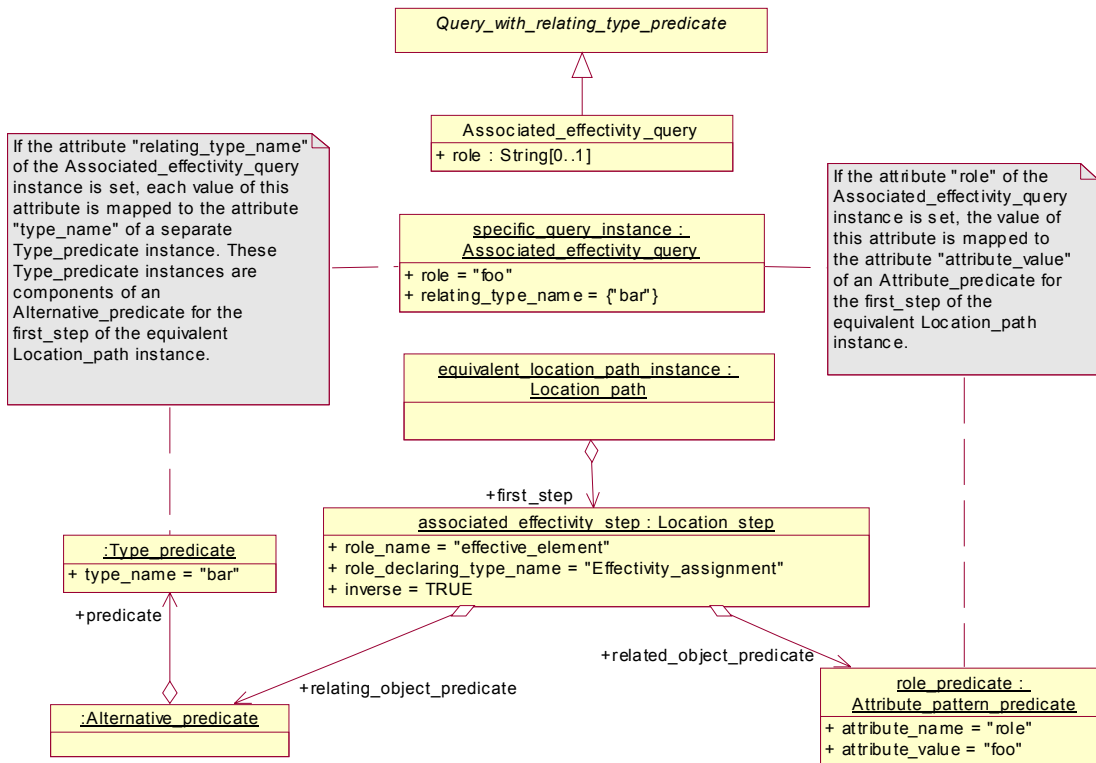 Query_with_relating_type_predicate
Associated_effectivity_query
+ role : String[0..1]
If the attribute "relating_type_name"
of the Associated_effectivity_query
instance is set, each value of this
attribute is mapped to the attribute
"type_name" of a separate
Type_predicate instance. These
Type_predicate instances are
components of an
Alternative_predicate for the
first_step of the equivalent
Location_path instance.
If the attribute "role" of the
Associated_effectivity_query
instance is set, the value of
this attribute is mapped to
the attribute "attribute_value"
of an Attribute_predicate for
the first_step of the
equivalent Location_path
instance.
specific_query_instance :
Associated_effectivity_query
+ role = "foo"
+ relating_type_name = {"bar"}
equivalent_location_path_instance :
Location_path
+first_step
associated_effectivity_step : Location_step
+ role_name = "effective_element"
+ role_declaring_type_name = "Effectivity_assignment"
+ inverse = TRUE
:Type_predicate
+ type_name = "bar"
+predicate
+related_object_predicate
+relating_object_predicate
:Alternative_predicate
role_predicate :
Attribute_pattern_predicate
+ attribute_name = "role"
+ attribute_value = "foo"